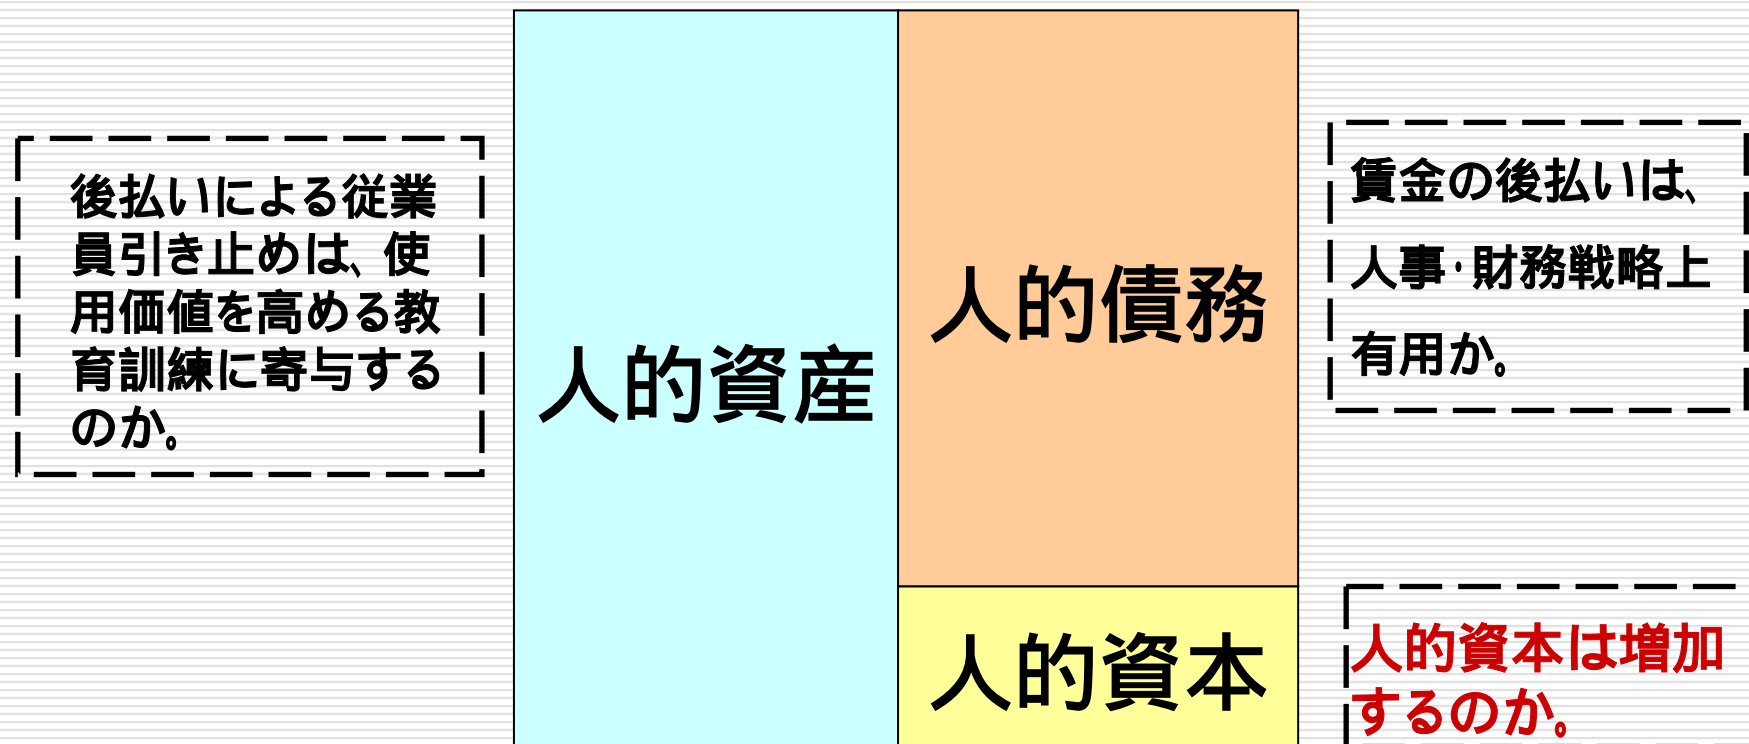 後払いによる従業
員引き止めは、使
用価値を高める教
育訓練に寄与する
のか。
人的資産
人的債務
人的資本
賃金の後払いは、
人事・財務戦略上
有用か。
人的資本は増加
するのか。